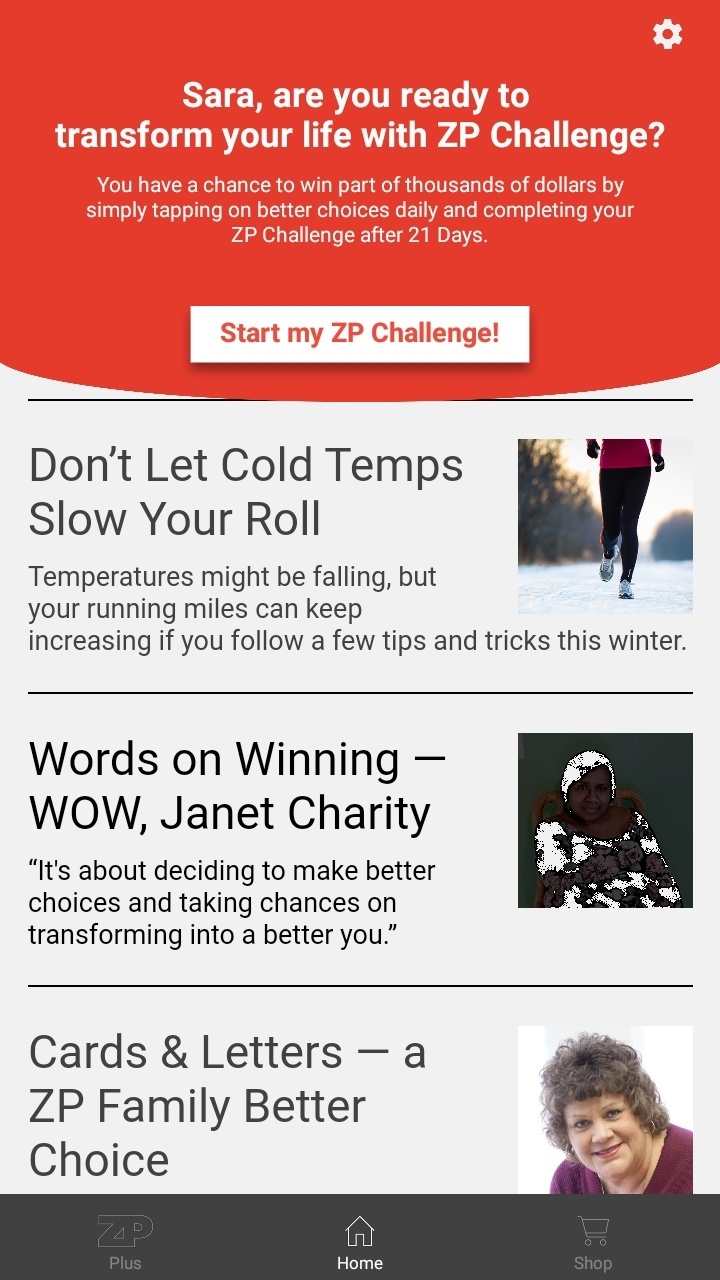 Sara, are you ready to
transform your life with ZP Challenge?
You have a chance to win part of thousands of dollars by
simply tapping on better choices daily and completing your
ZP Challenge after 21 Days.
Start my ZP Challenge!
Don’t Let Cold Temps
Slow Your Roll
Temperatures might be falling, but
your running miles can keep
increasing if you follow a few tips and tricks this winter.
Words on Winning —
WOW, Janet Charity
“It's about deciding to make better
choices and taking chances on
transforming into a better you.”
Cards & Letters — a
ZP Family Better
Choice
ZP
Plus
Home
Shop